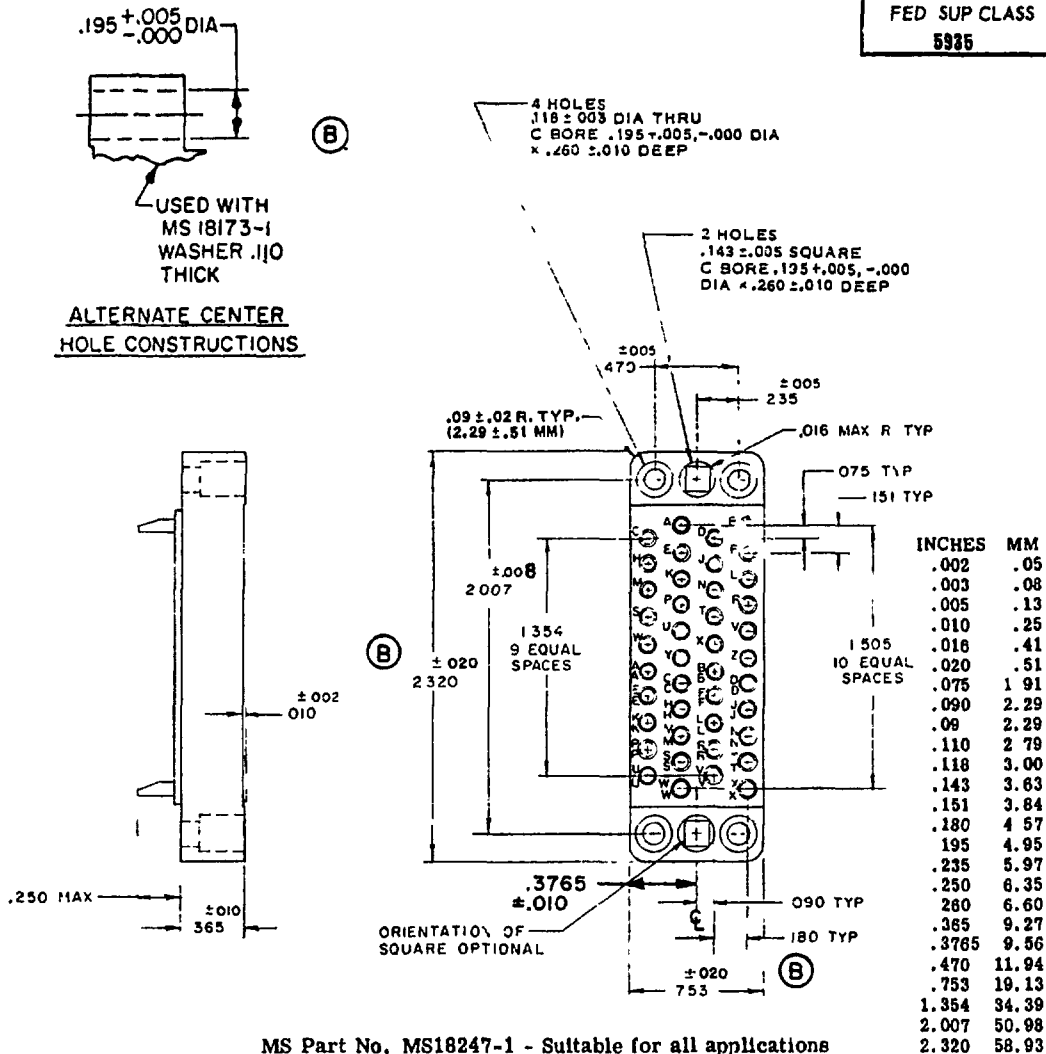 FED SUP CLASS
5935
.195 +.005 -.000 DIA
B
USED WITH
MS 18173-1
WASHER .110
THICK
ALTERNATE CENTER
HOLE CONSTRUCTIONS
4 HOLES
.118 ± 003 DIA THRU
C BORE .195 +.005, -.000 DIA
x .260 ±.010 DEEP
2 HOLES
.143 ±.005 SQUARE
C BORE .195 +.005, -.000
DIA x .260 ±.010 DEEP
±005
470
±005
235
.09 ±.02 R. TYP.
(2.29 ±.51 MM)
.016 MAX R TYP
075 TYP
151 TYP
±.008
2007
1354
9 EQUAL
SPACES
1 505
10 EQUAL
SPACES
B
±020
2320
±002
010
A
C
D
E
F
H
J
K
L
M
N
P
R
S
T
U
V
W
X
Y
Z
.250 MAX
±010
365
.3765
±.010
ORIENTATION OF
SQUARE OPTIONAL
CL
090 TYP
180 TYP
±020
753
B
INCHES MM
.002 .05
.003 .08
.005 .13
.010 .25
.016 .41
.020 .51
.075 1 91
.090 2.29
.09 2.29
.110 2 79
.118 3.00
.143 3.63
.151 3.84
.180 4 57
195 4.95
.235 5.97
.250 6.35
260 6.60
.365 9.27
.3765 9.56
.470 11.94
.753 19.13
1.354 34.39
2.007 50.98
2.320 58.93
MS Part No. MS18247-1 - Suitable for all applications